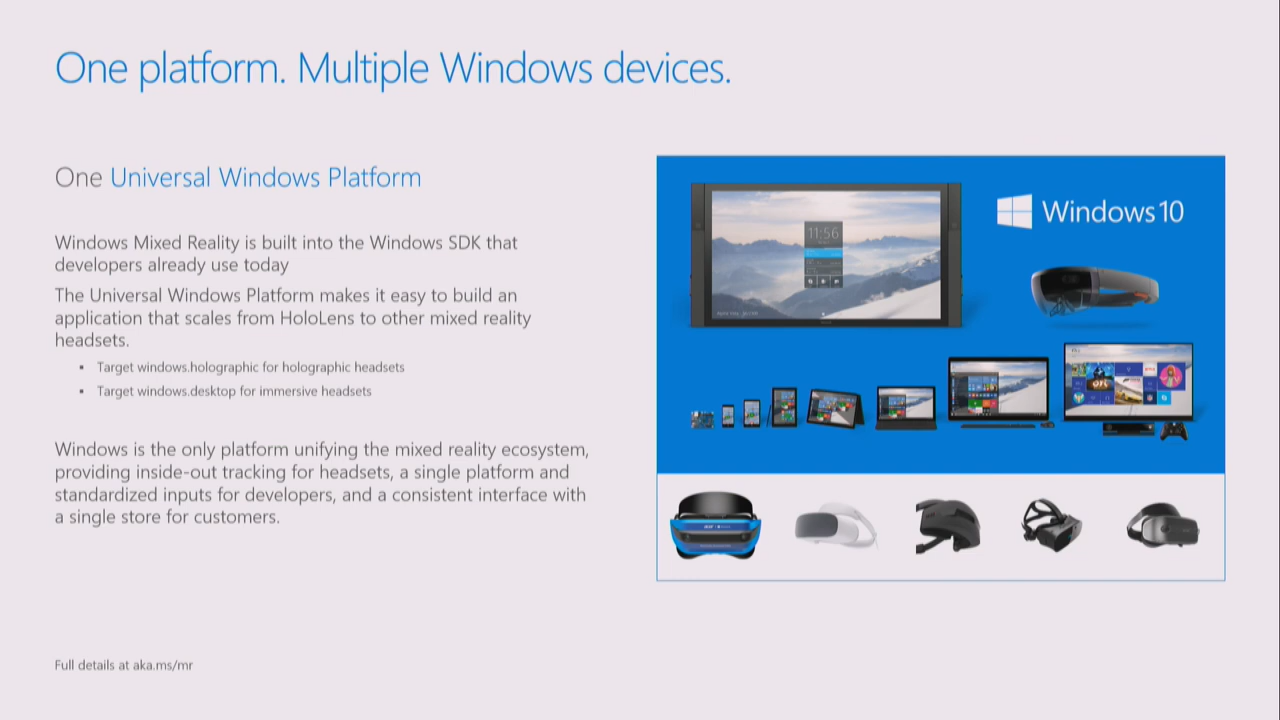 One platform. Multiple Windows devices.
One Universal Windows Platform
Windows Mixed Reality is built into the Windows SDK that
developers already use today
The Universal Windows Platform makes it easy to build an
application that scales from HoloLens to other mixed reality
headsets.
▪ Target windows.holographic for holographic headsets
▪ Target windows.desktop for immersive headsets
Windows is the only platform unifying the mixed reality ecosystem,
providing inside-out tracking for headsets, a single platform and
standardized inputs for developers, and a consistent interface with
a single store for customers.
Full details at aka.ms/mr
Windows 10
11:56
acer